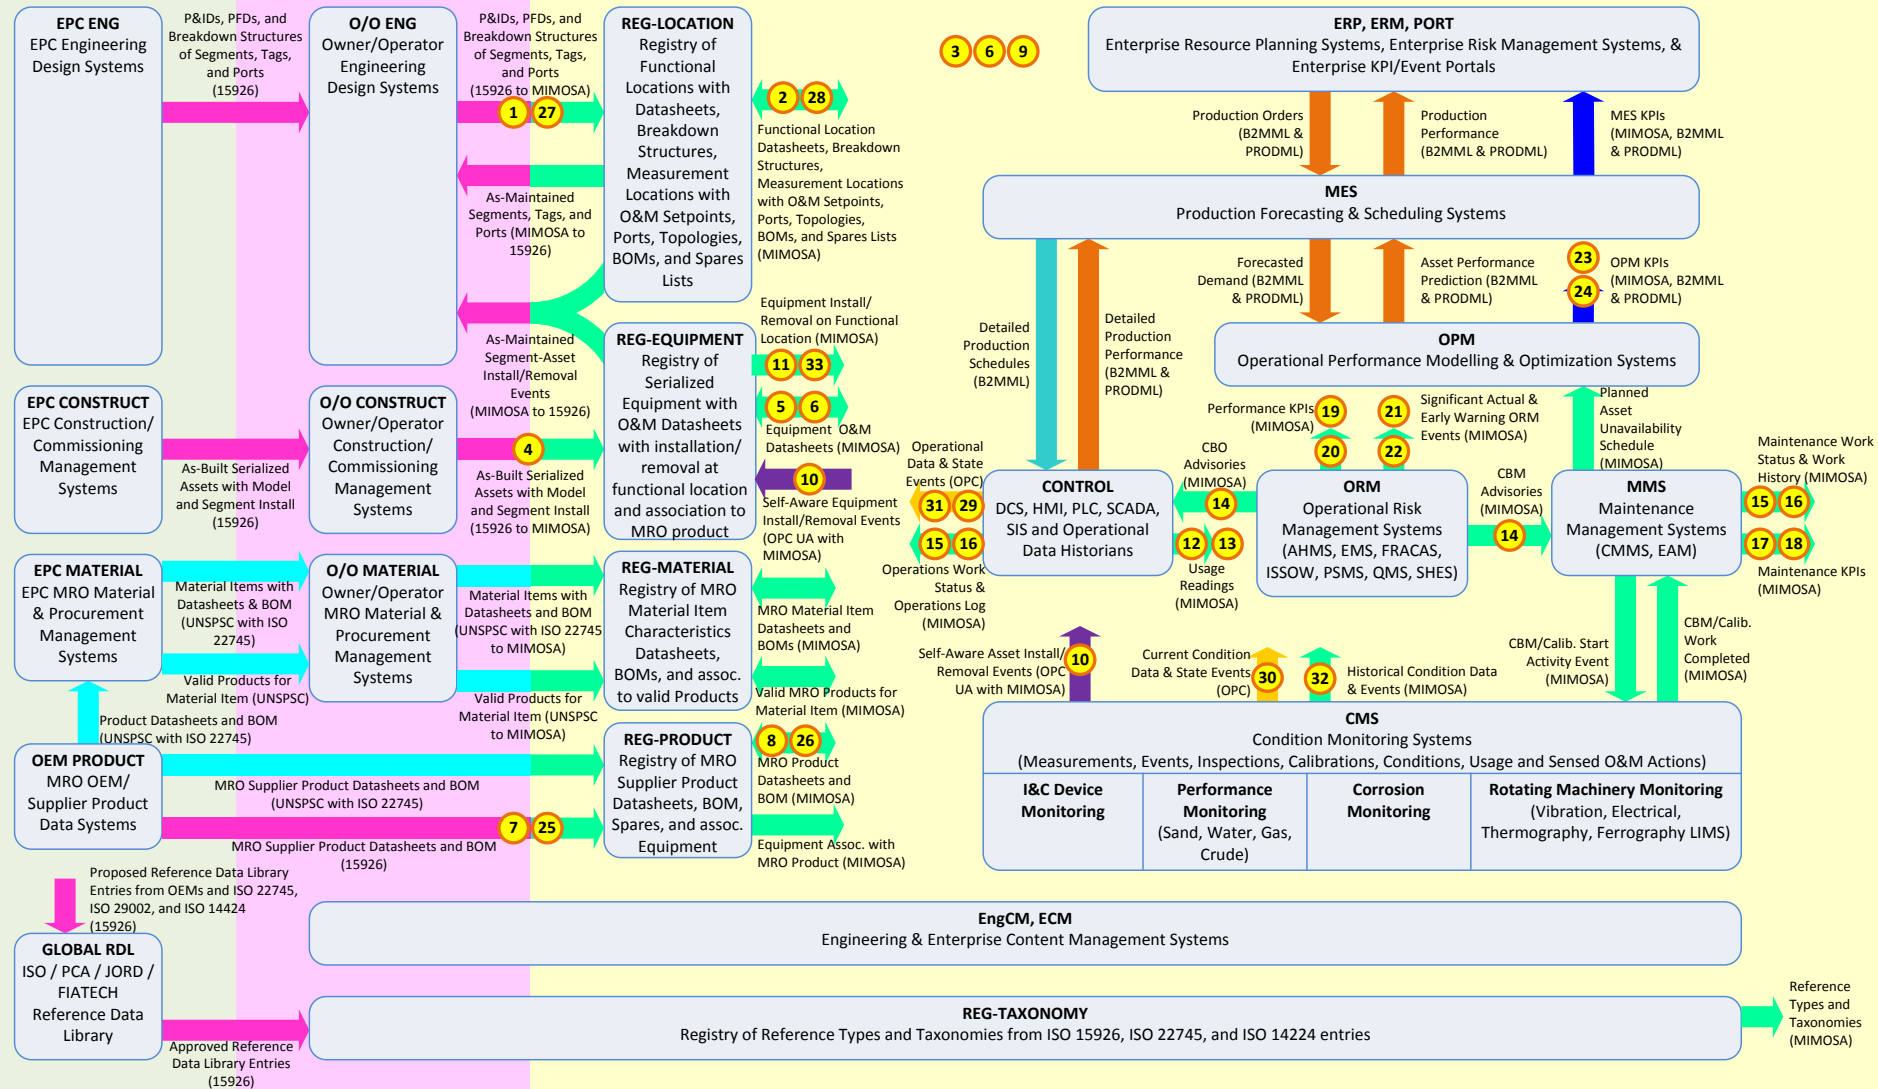 EPC ENG
EPC Engineering
Design Systems
P&IDs, PFDs, and
Breakdown Structures
of Segments, Tags,
and Ports
(15926)
O/O ENG
Owner/Operator
Engineering
Design Systems
P&IDs, PFDs, and
Breakdown Structures
of Segments, Tags,
and Ports
(15926 to MIMOSA)
1
27
As-Maintained
Segments, Tags, and
Ports (MIMOSA to
15926)
As-Maintained
Segment-Asset
Install/Removal
Events
(MIMOSA to 15926)
REG-LOCATION
Registry of
Functional
Locations with
Datasheets,
Breakdown
Structures,
Measurement
Locations with
O&M Setpoints,
Ports, Topologies,
BOMs, and Spares
Lists
2
28
Functional Location
Datasheets, Breakdown
Structures,
Measurement Locations
with O&M Setpoints,
Ports, Topologies,
BOMs, and Spares Lists
(MIMOSA)
EPC CONSTRUCT
EPC Construction/
Commissioning
Management
Systems
As-Built Serialized
Assets with Model
and Segment Install
(15926)
O/O CONSTRUCT
Owner/Operator
Construction/
Commissioning
Management
Systems
4
As-Built Serialized
Assets with Model
and Segment Install
(15926 to MIMOSA)
REG-EQUIPMENT
Registry of
Serialized
Equipment with
O&M Datasheets
with installation/
removal at
functional location
and association to
MRO product
Equipment Install/
Removal on Functional
Location (MIMOSA)
11
33
5
6
Equipment O&M
Datasheets (MIMOSA)
10
Self-Aware Equipment
Install/Removal Events
(OPC UA with
MIMOSA)
EPC MATERIAL
EPC MRO Material
& Procurement
Management
Systems
Material Items with
Datasheets & BOM
(UNSPSC with ISO
22745)
Valid Products for
Material Item (UNSPSC)
O/O MATERIAL
Owner/Operator
MRO Material &
Procurement
Management
Systems
Material Items with
Datasheets and BOM
(UNSPSC with ISO 22745
to MIMOSA)
Valid Products for
Material Item (UNSPSC
to MIMOSA)
REG-MATERIAL
Registry of MRO
Material Item
Characteristics
Datasheets,
BOMs, and assoc.
to valid Products
MRO Material Item
Datasheets and
BOMs (MIMOSA)
Valid MRO Products for
Material Item (MIMOSA)
Product Datasheets and BOM
(UNSPSC with ISO 22745)
OEM PRODUCT
MRO OEM/
Supplier Product
Data Systems
MRO Supplier Product Datasheets and BOM
(UNSPSC with ISO 22745)
7
25
MRO Supplier Product Datasheets and BOM
(15926)
REG-PRODUCT
Registry of MRO
Supplier Product
Datasheets, BOM,
Spares, and assoc.
Equipment
8
26
MRO Product
Datasheets and
BOM (MIMOSA)
Equipment Assoc. with
MRO Product (MIMOSA)
Proposed Reference Data Library
Entries from OEMs and ISO 22745,
ISO 29002, and ISO 14424
(15926)
GLOBAL RDL
ISO / PCA / JORD /
FIATECH
Reference Data
Library
Approved Reference
Data Library Entries
(15926)
3
6
9
ERP, ERM, PORT
Enterprise Resource Planning Systems, Enterprise Risk Management Systems, &
Enterprise KPI/Event Portals
Production Orders
(B2MML &
PRODML)
Production
Performance
(B2MML & PRODML)
MES KPIs
(MIMOSA, B2MML
& PRODML)
MES
Production Forecasting & Scheduling Systems
Detailed
Production
Schedules
(B2MML)
Detailed
Production
Performance
(B2MML &
PRODML)
Forecasted
Demand (B2MML
& PRODML)
Asset Performance
Prediction (B2MML
& PRODML)
23
24
OPM KPIs
(MIMOSA, B2MML
& PRODML)
OPM
Operational Performance Modelling & Optimization Systems
Performance KPIs
(MIMOSA)
19
20
21
22
Significant Actual &
Early Warning ORM
Events (MIMOSA)
Planned
Asset
Unavailability
Schedule
(MIMOSA)
Operational
Data & State
Events (OPC)
31
29
15
16
Operations Work
Status &
Operations Log
(MIMOSA)
CONTROL
DCS, HMI, PLC, SCADA,
SIS and Operational
Data Historians
CBO
Advisories
(MIMOSA)
14
12
13
Usage
Readings
(MIMOSA)
ORM
Operational Risk
Management Systems
(AHMS, EMS, FRACAS,
ISSOW, PSMS, QMS, SHES)
CBM
Advisories
(MIMOSA)
14
MMS
Maintenance
Management Systems
(CMMS, EAM)
Maintenance Work
Status & Work
History (MIMOSA)
15
16
17
18
Maintenance KPIs
(MIMOSA)
Self-Aware Asset Install/
Removal Events (OPC
UA with MIMOSA)
10
Current Condition
Data & State Events
(OPC)
30
32
Historical Condition Data
& Events (MIMOSA)
CBM/Calib. Start
Activity Event
(MIMOSA)
CBM/Calib.
Work
Completed
(MIMOSA)
CMS
Condition Monitoring Systems
(Measurements, Events, Inspections, Calibrations, Conditions, Usage and Sensed O&M Actions)
I&C Device
Monitoring
Performance
Monitoring
(Sand, Water, Gas,
Crude)
Corrosion
Monitoring
Rotating Machinery Monitoring
(Vibration, Electrical,
Thermography, Ferrography LIMS)
EngCM, ECM
Engineering & Enterprise Content Management Systems
REG-TAXONOMY
Registry of Reference Types and Taxonomies from ISO 15926, ISO 22745, and ISO 14224 entries
Reference
Types and
Taxonomies
(MIMOSA)